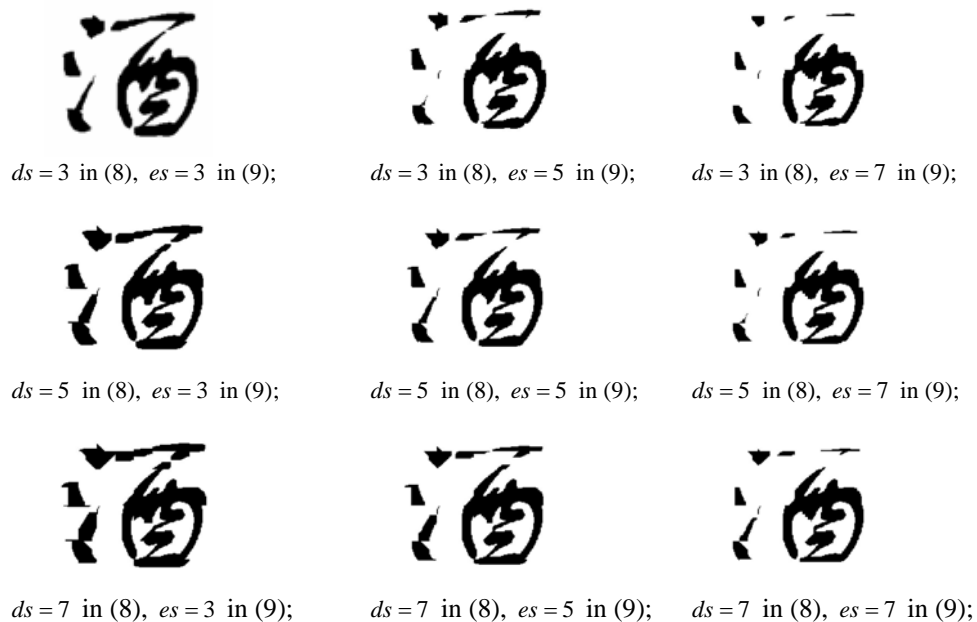 酒 酒 酒
ds = 3 in (8), es = 3 in (9); ds = 3 in (8), es = 5 in (9); ds = 3 in (8), es = 7 in (9);
酒 酒 酒
ds = 5 in (8), es = 3 in (9); ds = 5 in (8), es = 5 in (9); ds = 5 in (8), es = 7 in (9);
酒 酒 酒
ds = 7 in (8), es = 3 in (9); ds = 7 in (8), es = 5 in (9); ds = 7 in (8), es = 7 in (9);